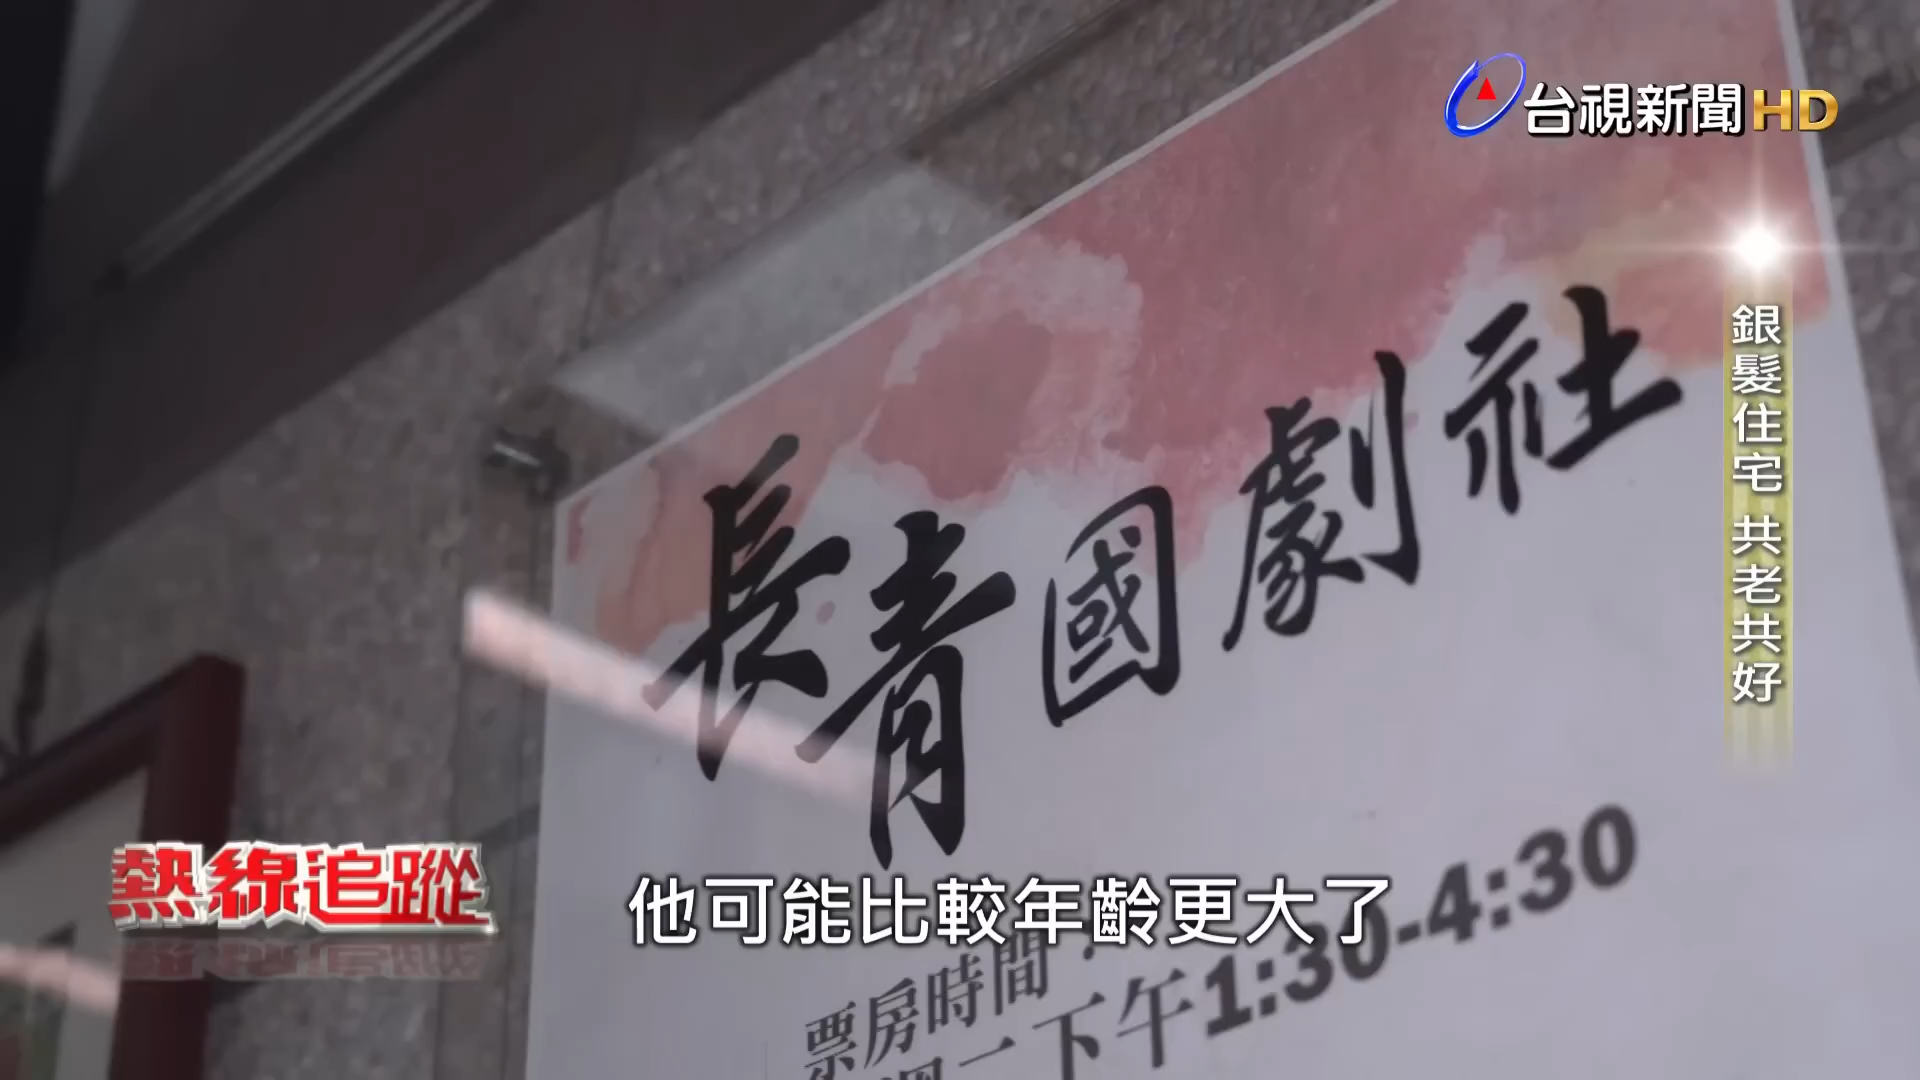 台視新聞HD
銀髮住宅 共老共好
長青國劇社
票房時間：
週一下午1:30-4:30
熱線追蹤
他可能比較年齡更大了